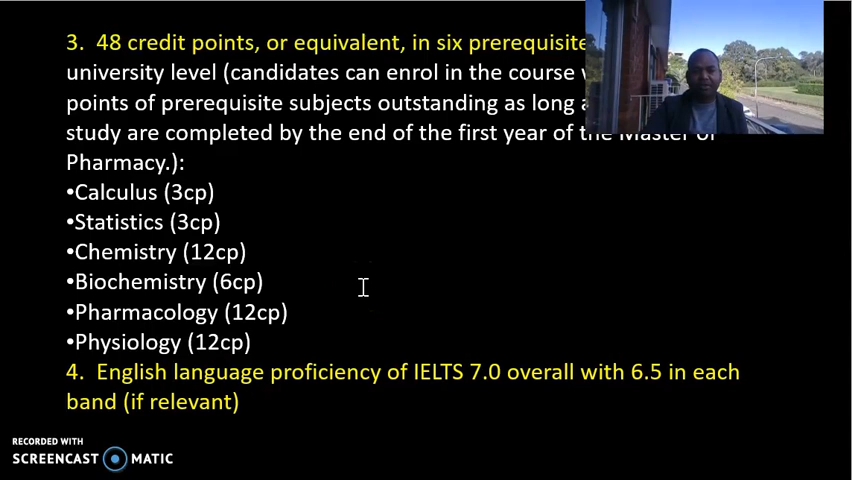 3. 48 credit points, or equivalent, in six prerequisite
university level (candidates can enrol in the course
points of prerequisite subjects outstanding as long
study are completed by the end of the first year of the Master of
Pharmacy.):
•Calculus (3cp)
•Statistics (3cp)
•Chemistry (12cp)
•Biochemistry (6cp)
•Pharmacology (12cp)
•Physiology (12cp)
4. English language proficiency of IELTS 7.0 overall with 6.5 in each
band (if relevant)
RECORDED WITH
SCREENCAST MATIC